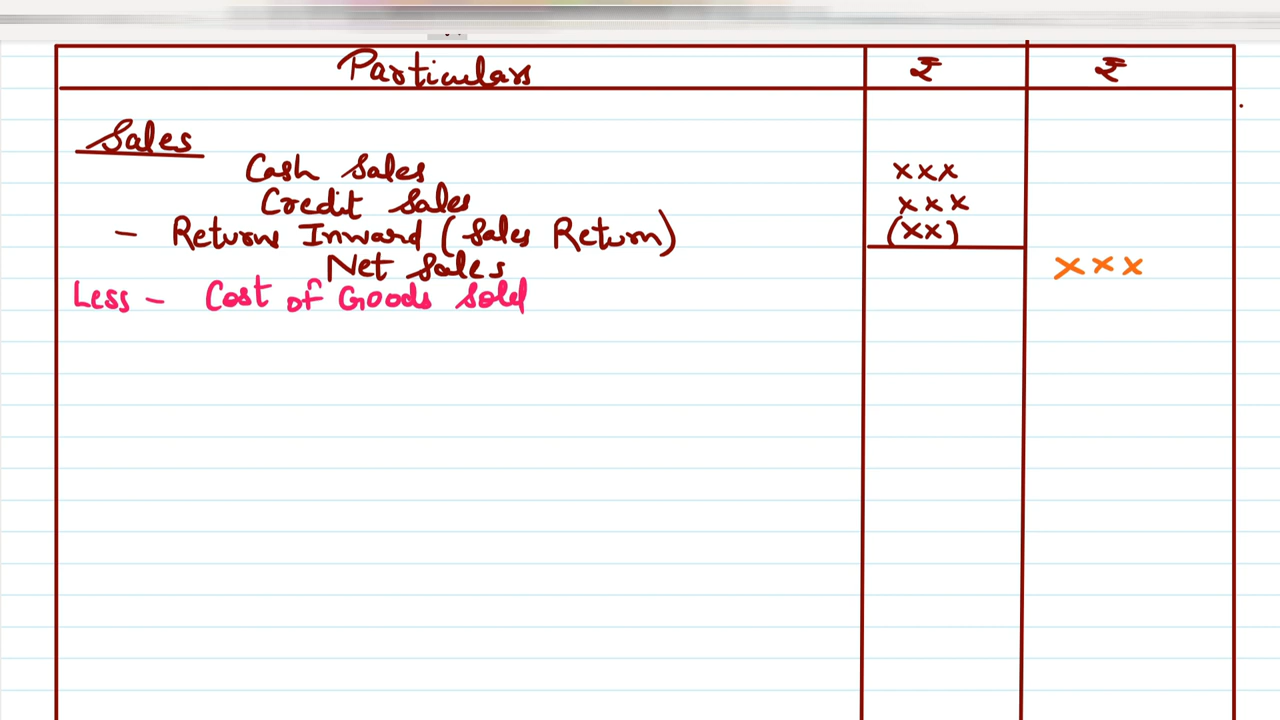 Particulars ₹ ₹
Sales
Cash Sales xxx
Credit Sales xxx
- Returns Inward (Sales Return) (xx)
Net Sales xxx
Less - Cost of Goods Sold